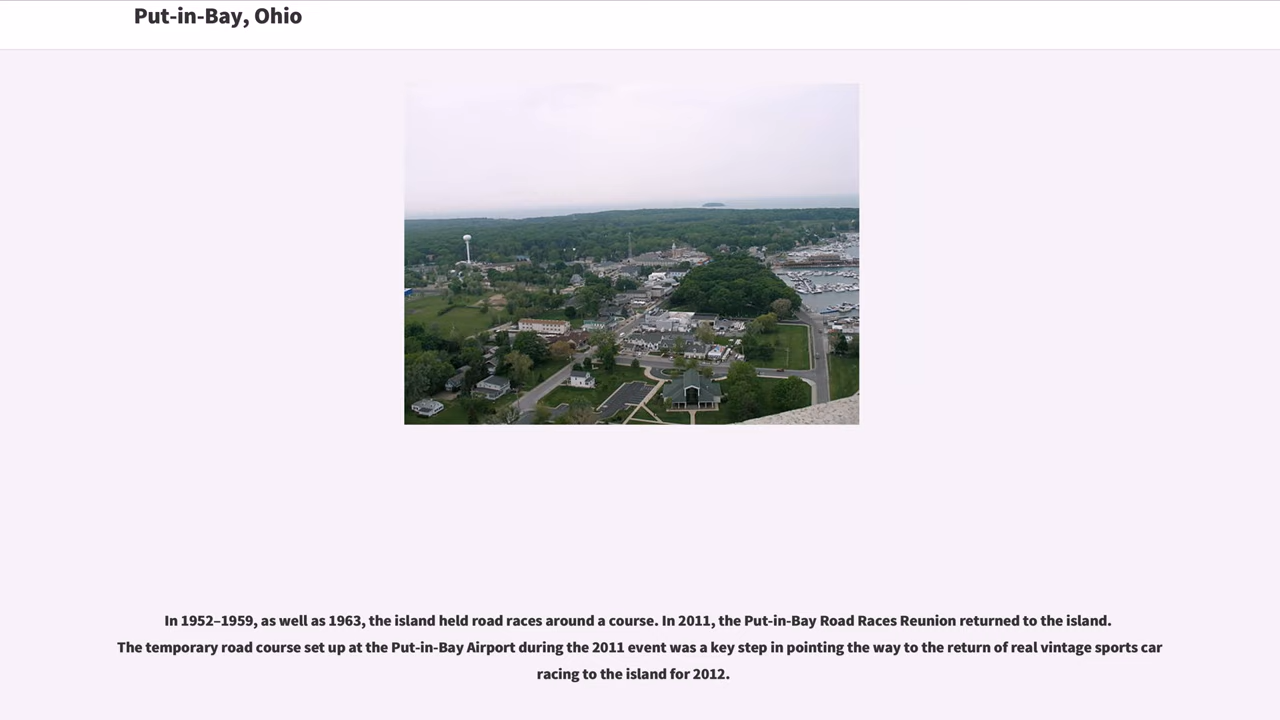 Put-in-Bay, Ohio
In 1952–1959, as well as 1963, the island held road races around a course. In 2011, the Put-in-Bay Road Races Reunion returned to the island.
The temporary road course set up at the Put-in-Bay Airport during the 2011 event was a key step in pointing the way to the return of real vintage sports car
racing to the island for 2012.